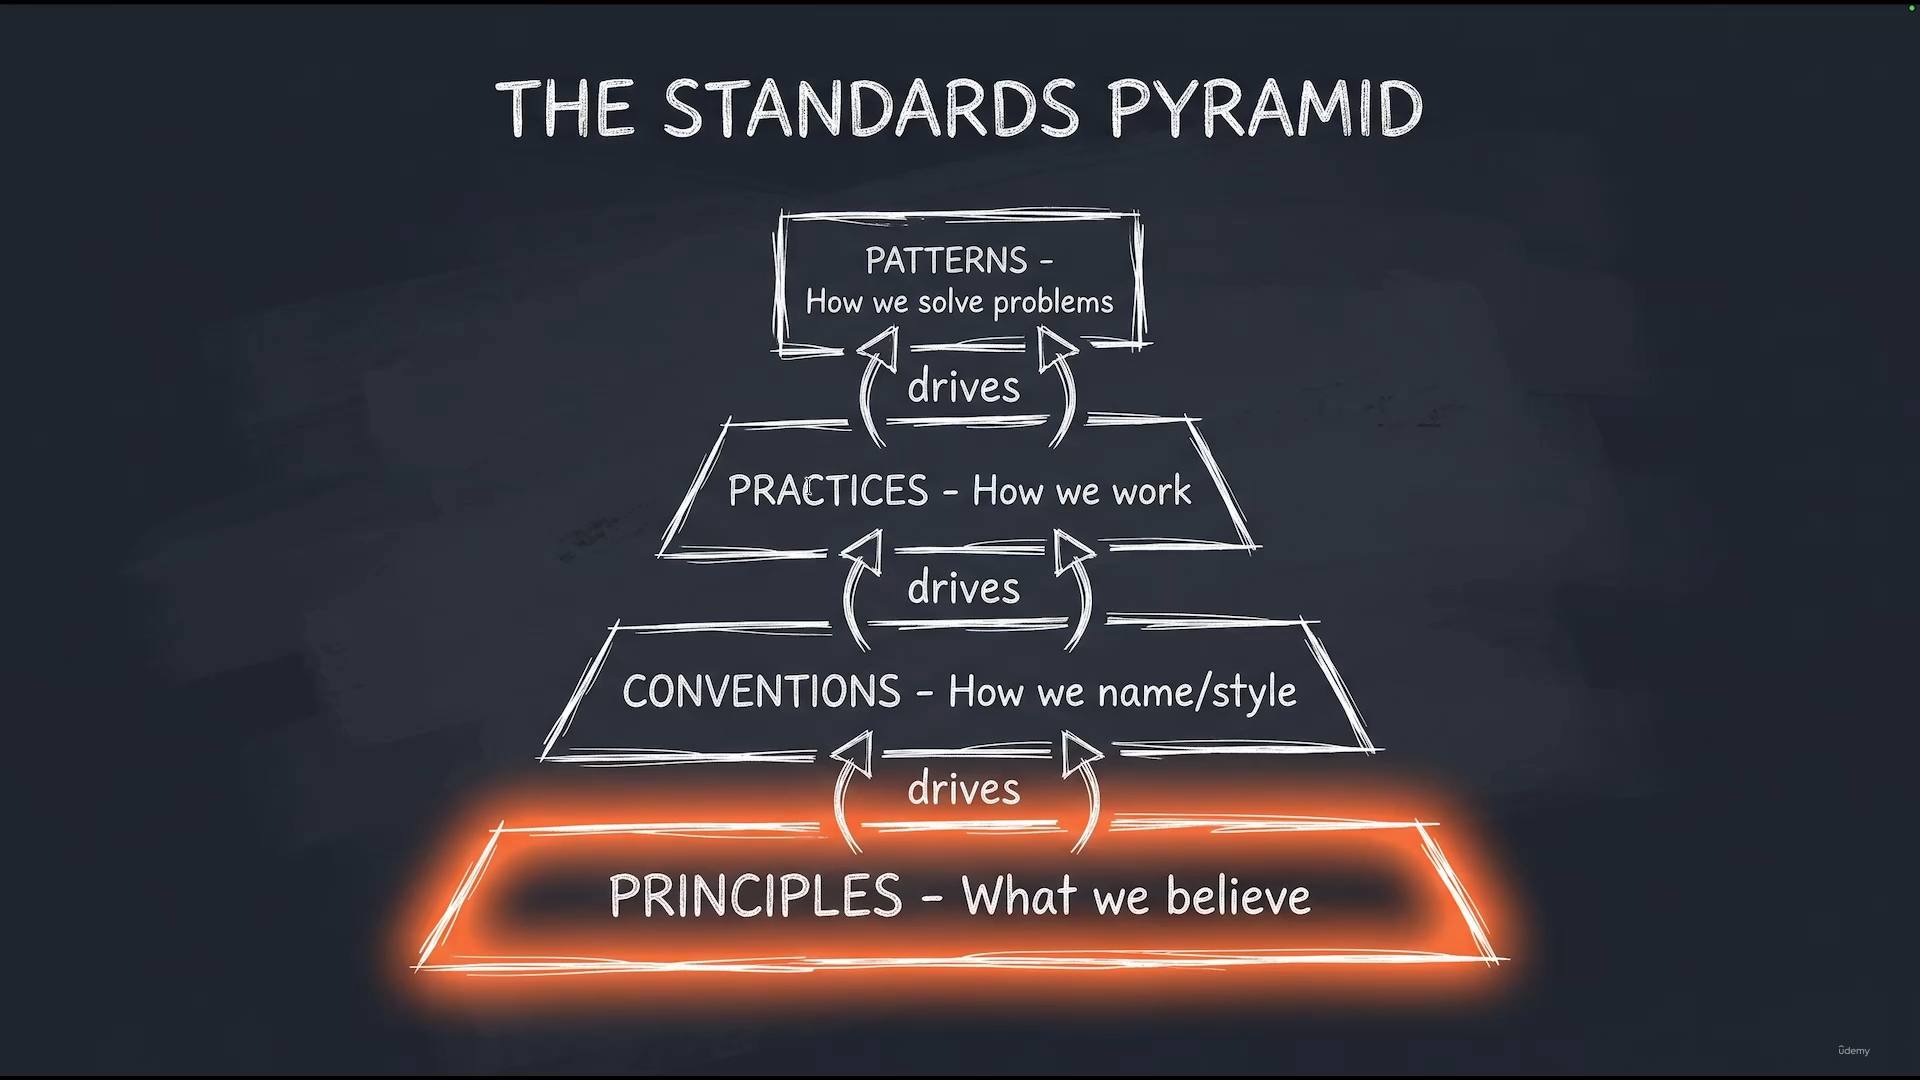 THE STANDARDS PYRAMID
PATTERNS -
How we solve problems
drives
PRACTICES - How we work
drives
CONVENTIONS - How we name/style
drives
PRINCIPLES - What we believe
ûdemy